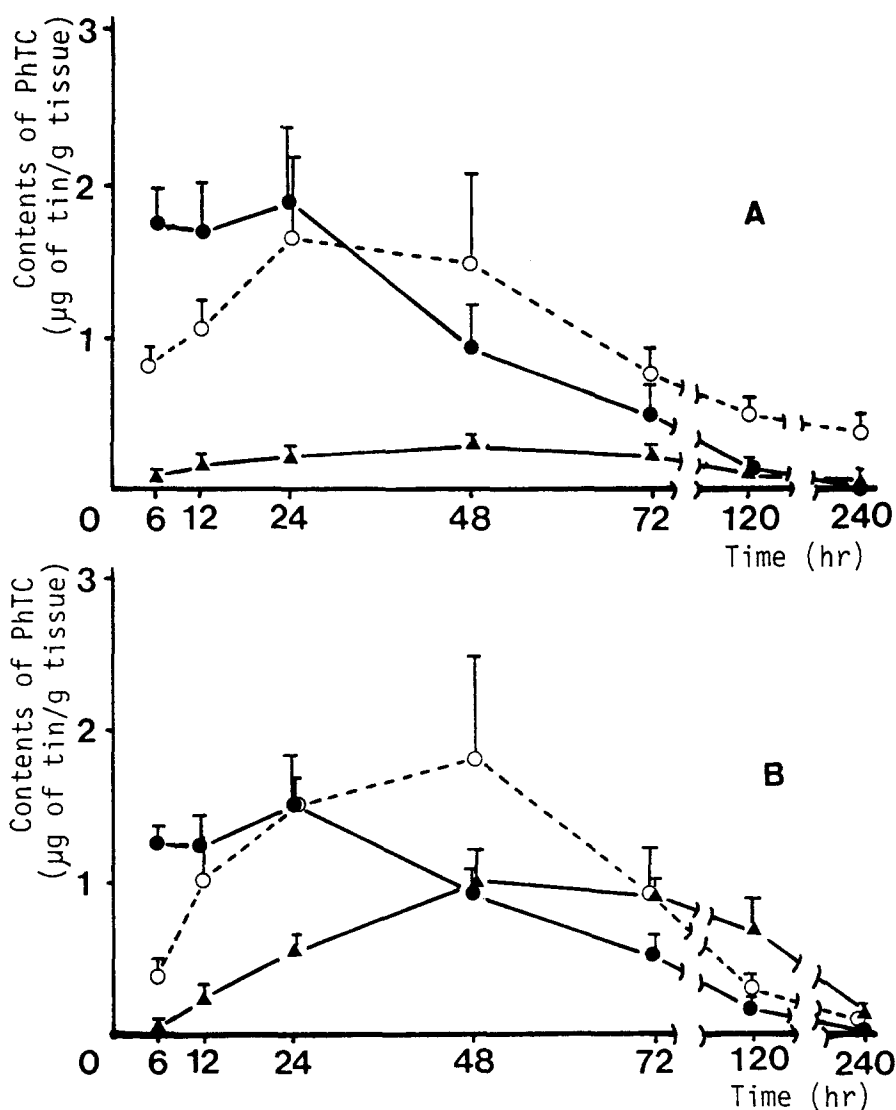 Contents of PhTC
(μg of tin/g tissue)
3
2
1
0
A
6 12 24 48 72 120 240
Time (hr)
Contents of PhTC
(μg of tin/g tissue)
3
2
1
0
B
6 12 24 48 72 120 240
Time (hr)